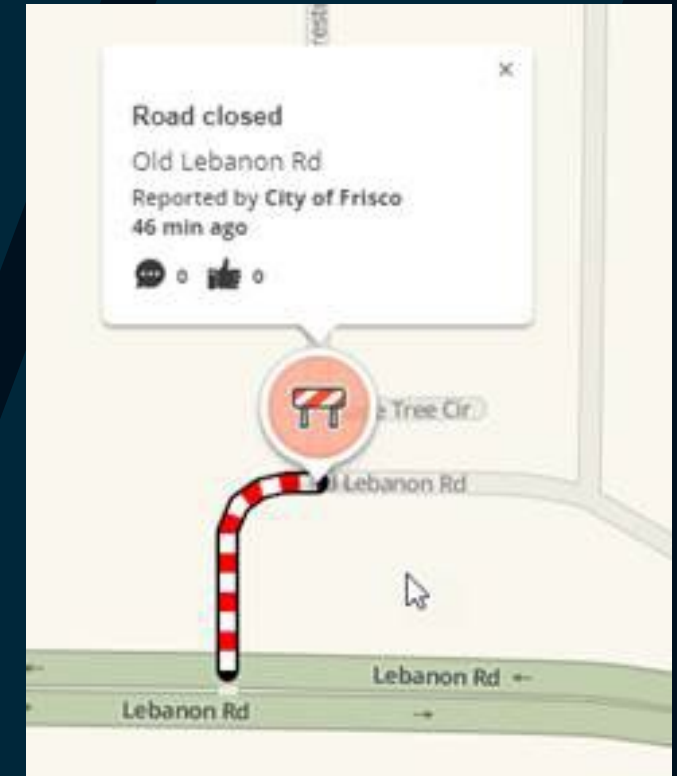 ×
Road closed
Old Lebanon Rd
Reported by City of Frisco
46 min ago
0 0
Tree Cir
Lebanon Rd
Lebanon Rd ←
Lebanon Rd →